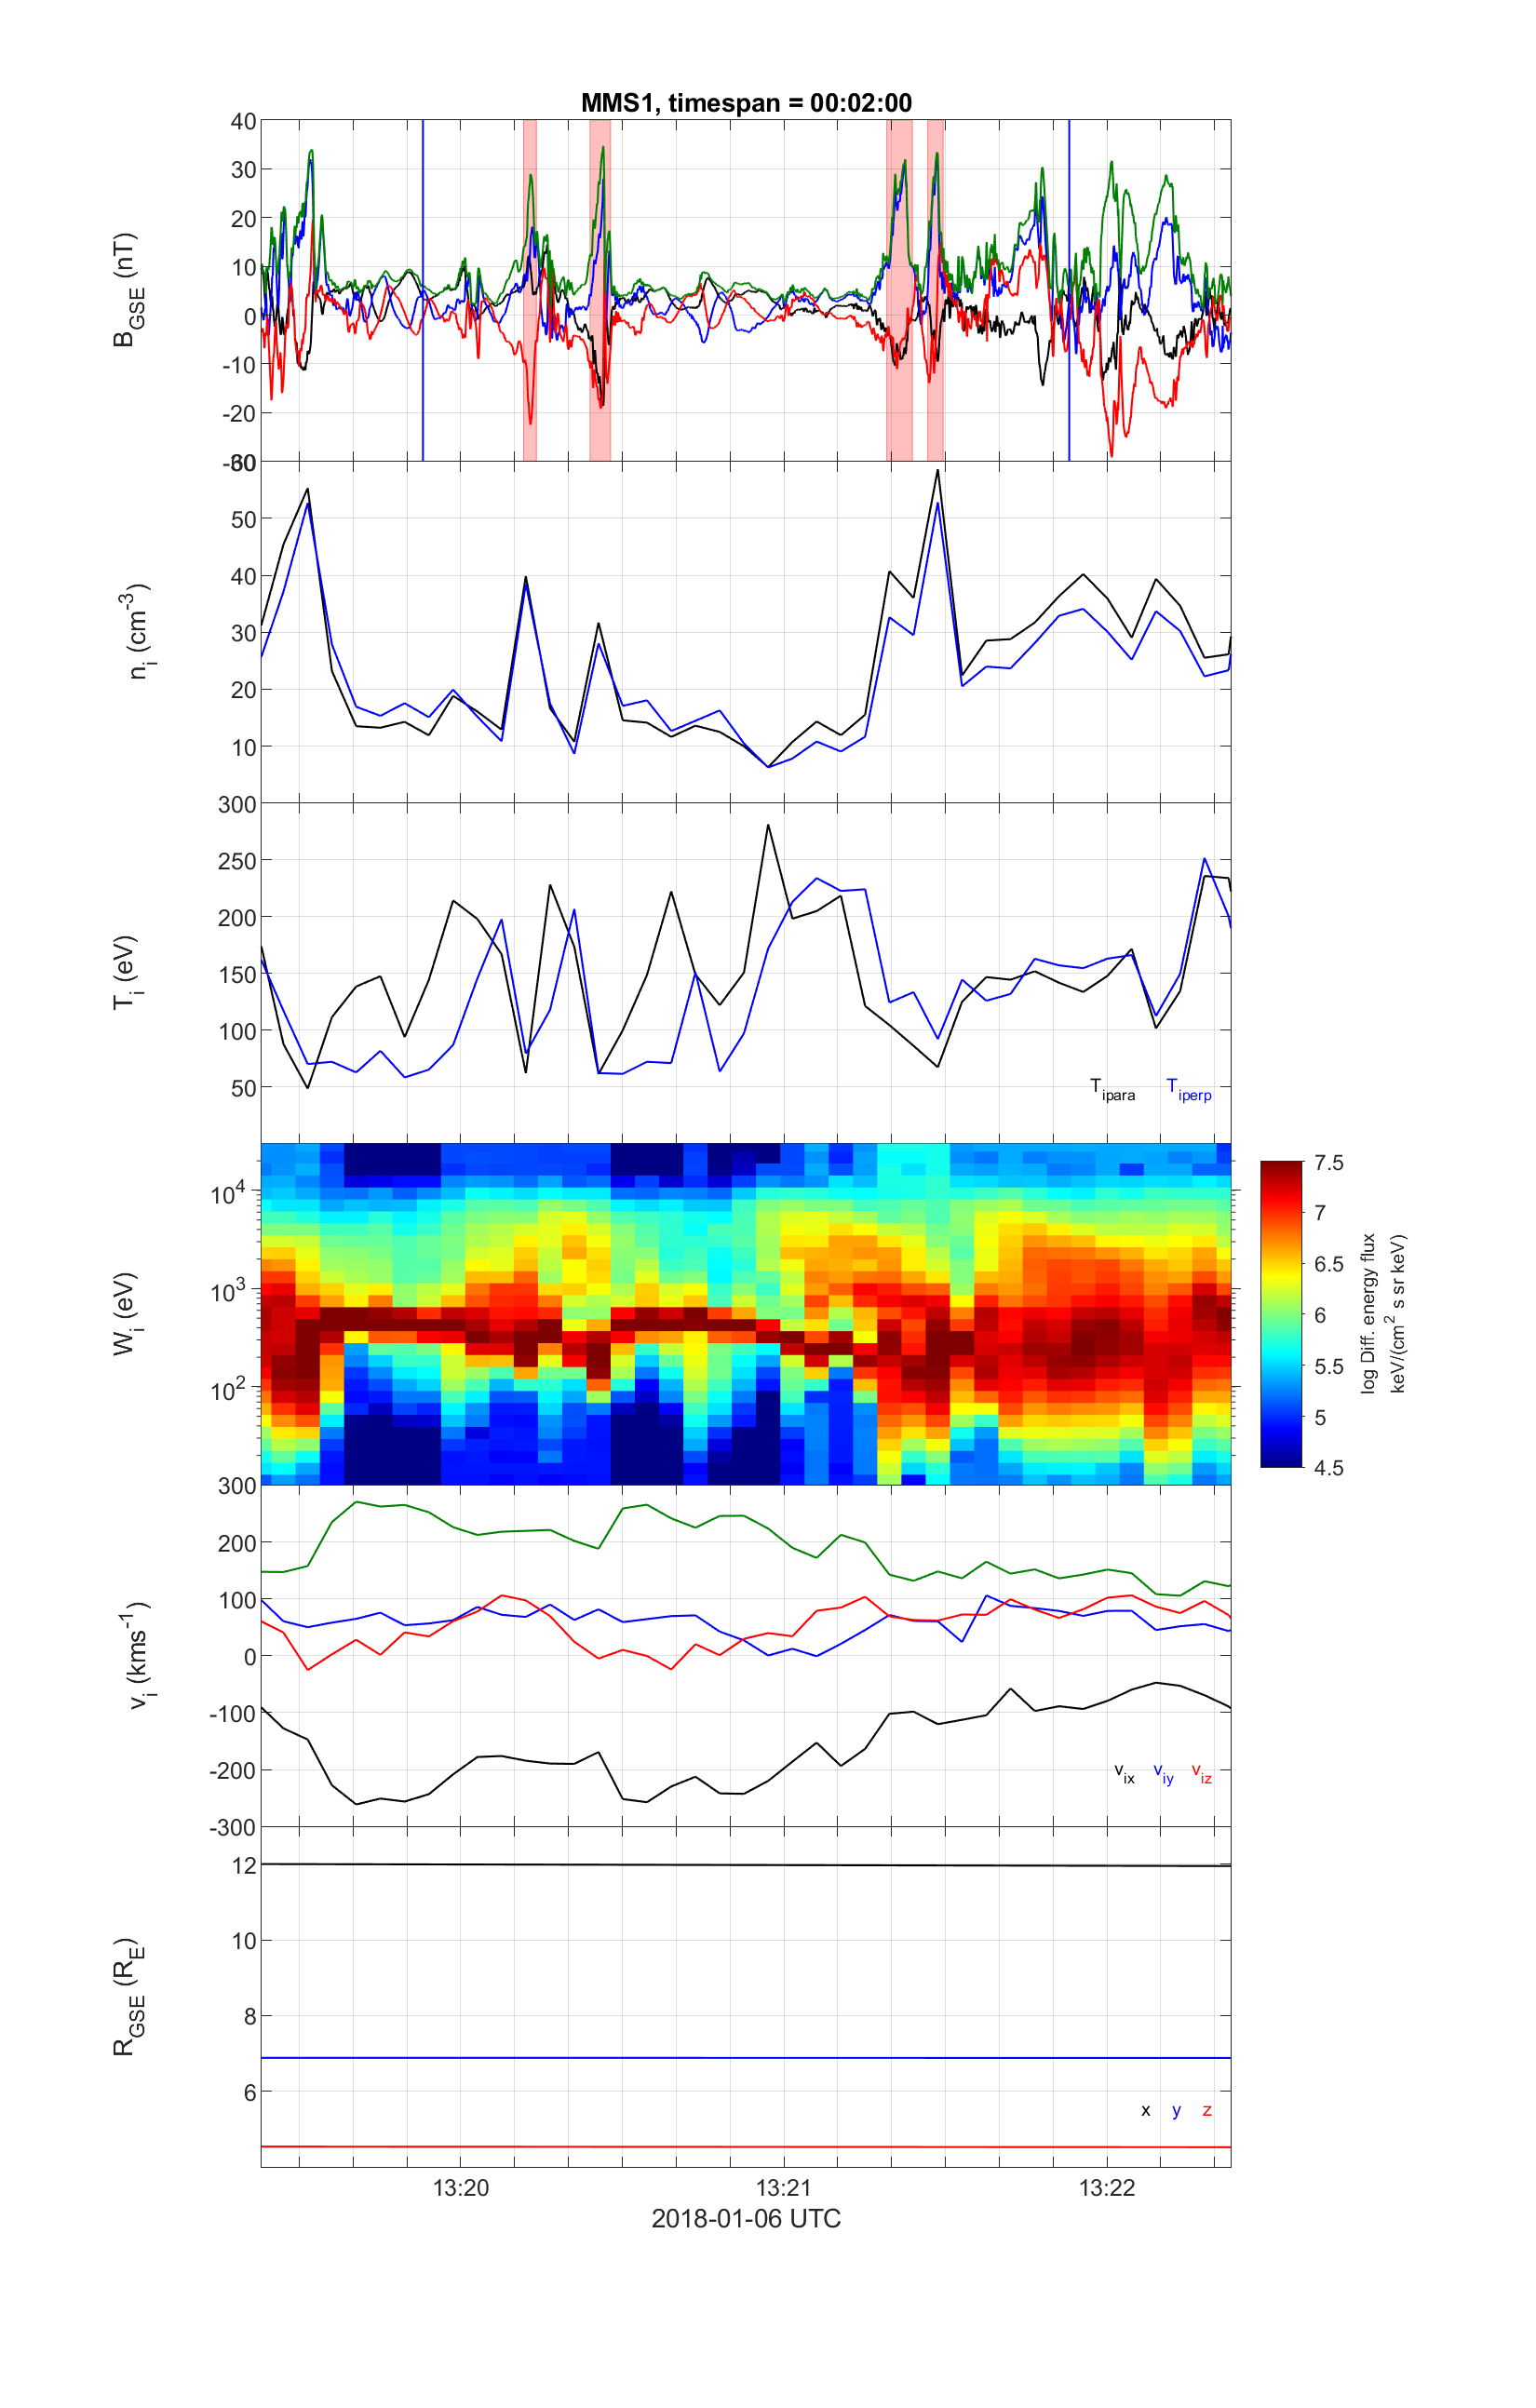 MMS1, timespan = 00:02:00
40
30
20
10
0
-10
-20
-30
B_GSE (nT)
60
50
40
30
20
10
n_i (cm^-3)
300
250
200
150
100
50
T_i (eV)
T_ipara T_iperp
10^4
10^3
10^2
W_i (eV)
7.5
7
6.5
6
5.5
5
4.5
log Diff. energy flux
keV/(cm^2 s sr keV)
300
200
100
0
-100
-200
-300
v_i (kms^-1)
v_ix v_iy v_iz
12
10
8
6
R_GSE (R_E)
x y z
13:20 13:21 13:22
2018-01-06 UTC